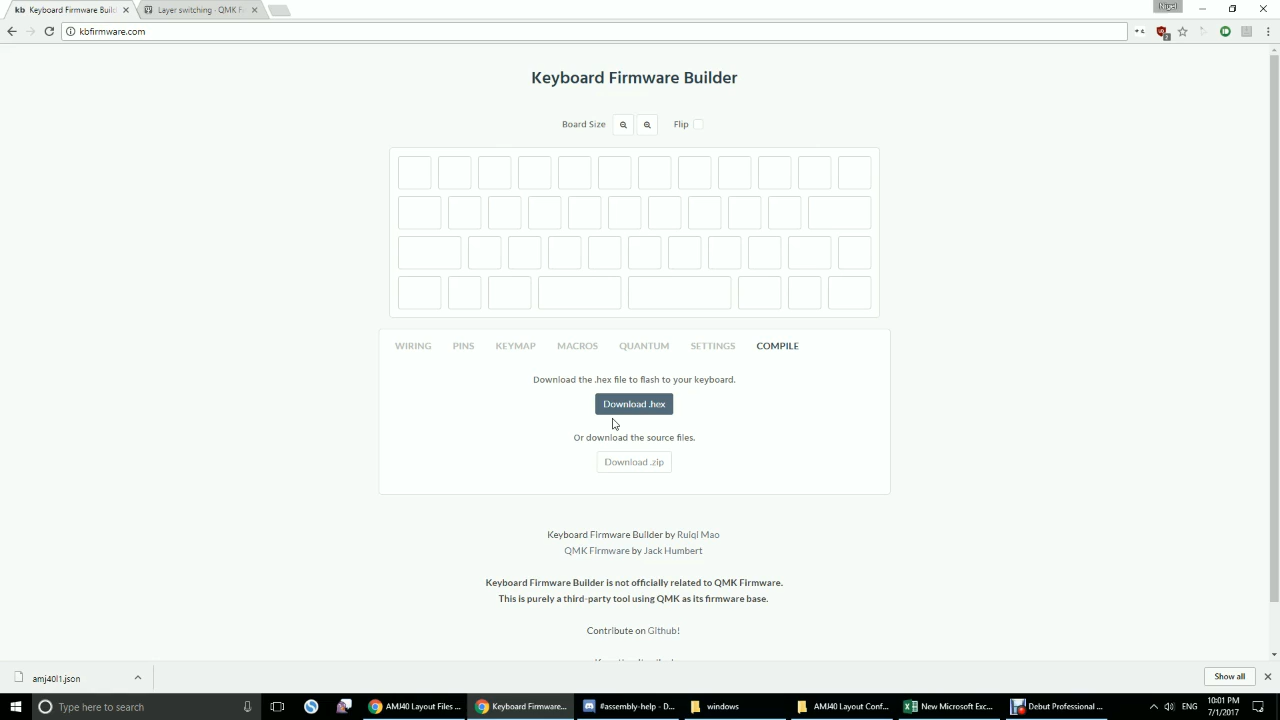 kb Keyboard Firmware Buil
Layer switching - QMK F
Nigel
kbfirmware.com
2
Keyboard Firmware Builder
Board Size
Flip
WIRING PINS KEYMAP MACROS QUANTUM SETTINGS COMPILE
Download the .hex file to flash to your keyboard.
Download .hex
Or download the source files.
Download .zip
Keyboard Firmware Builder by Ruiqi Mao
QMK Firmware by Jack Humbert
Keyboard Firmware Builder is not officially related to QMK Firmware.
This is purely a third-party tool using QMK as its firmware base.
Contribute on Github!
amj40l1.json
Show all
Type here to search
AMJ40 Layout Files ...
Keyboard Firmware...
#assembly-help - D...
windows
AMJ40 Layout Conf...
New Microsoft Exc...
Debut Professional ...
ENG
10:01 PM
7/1/2017